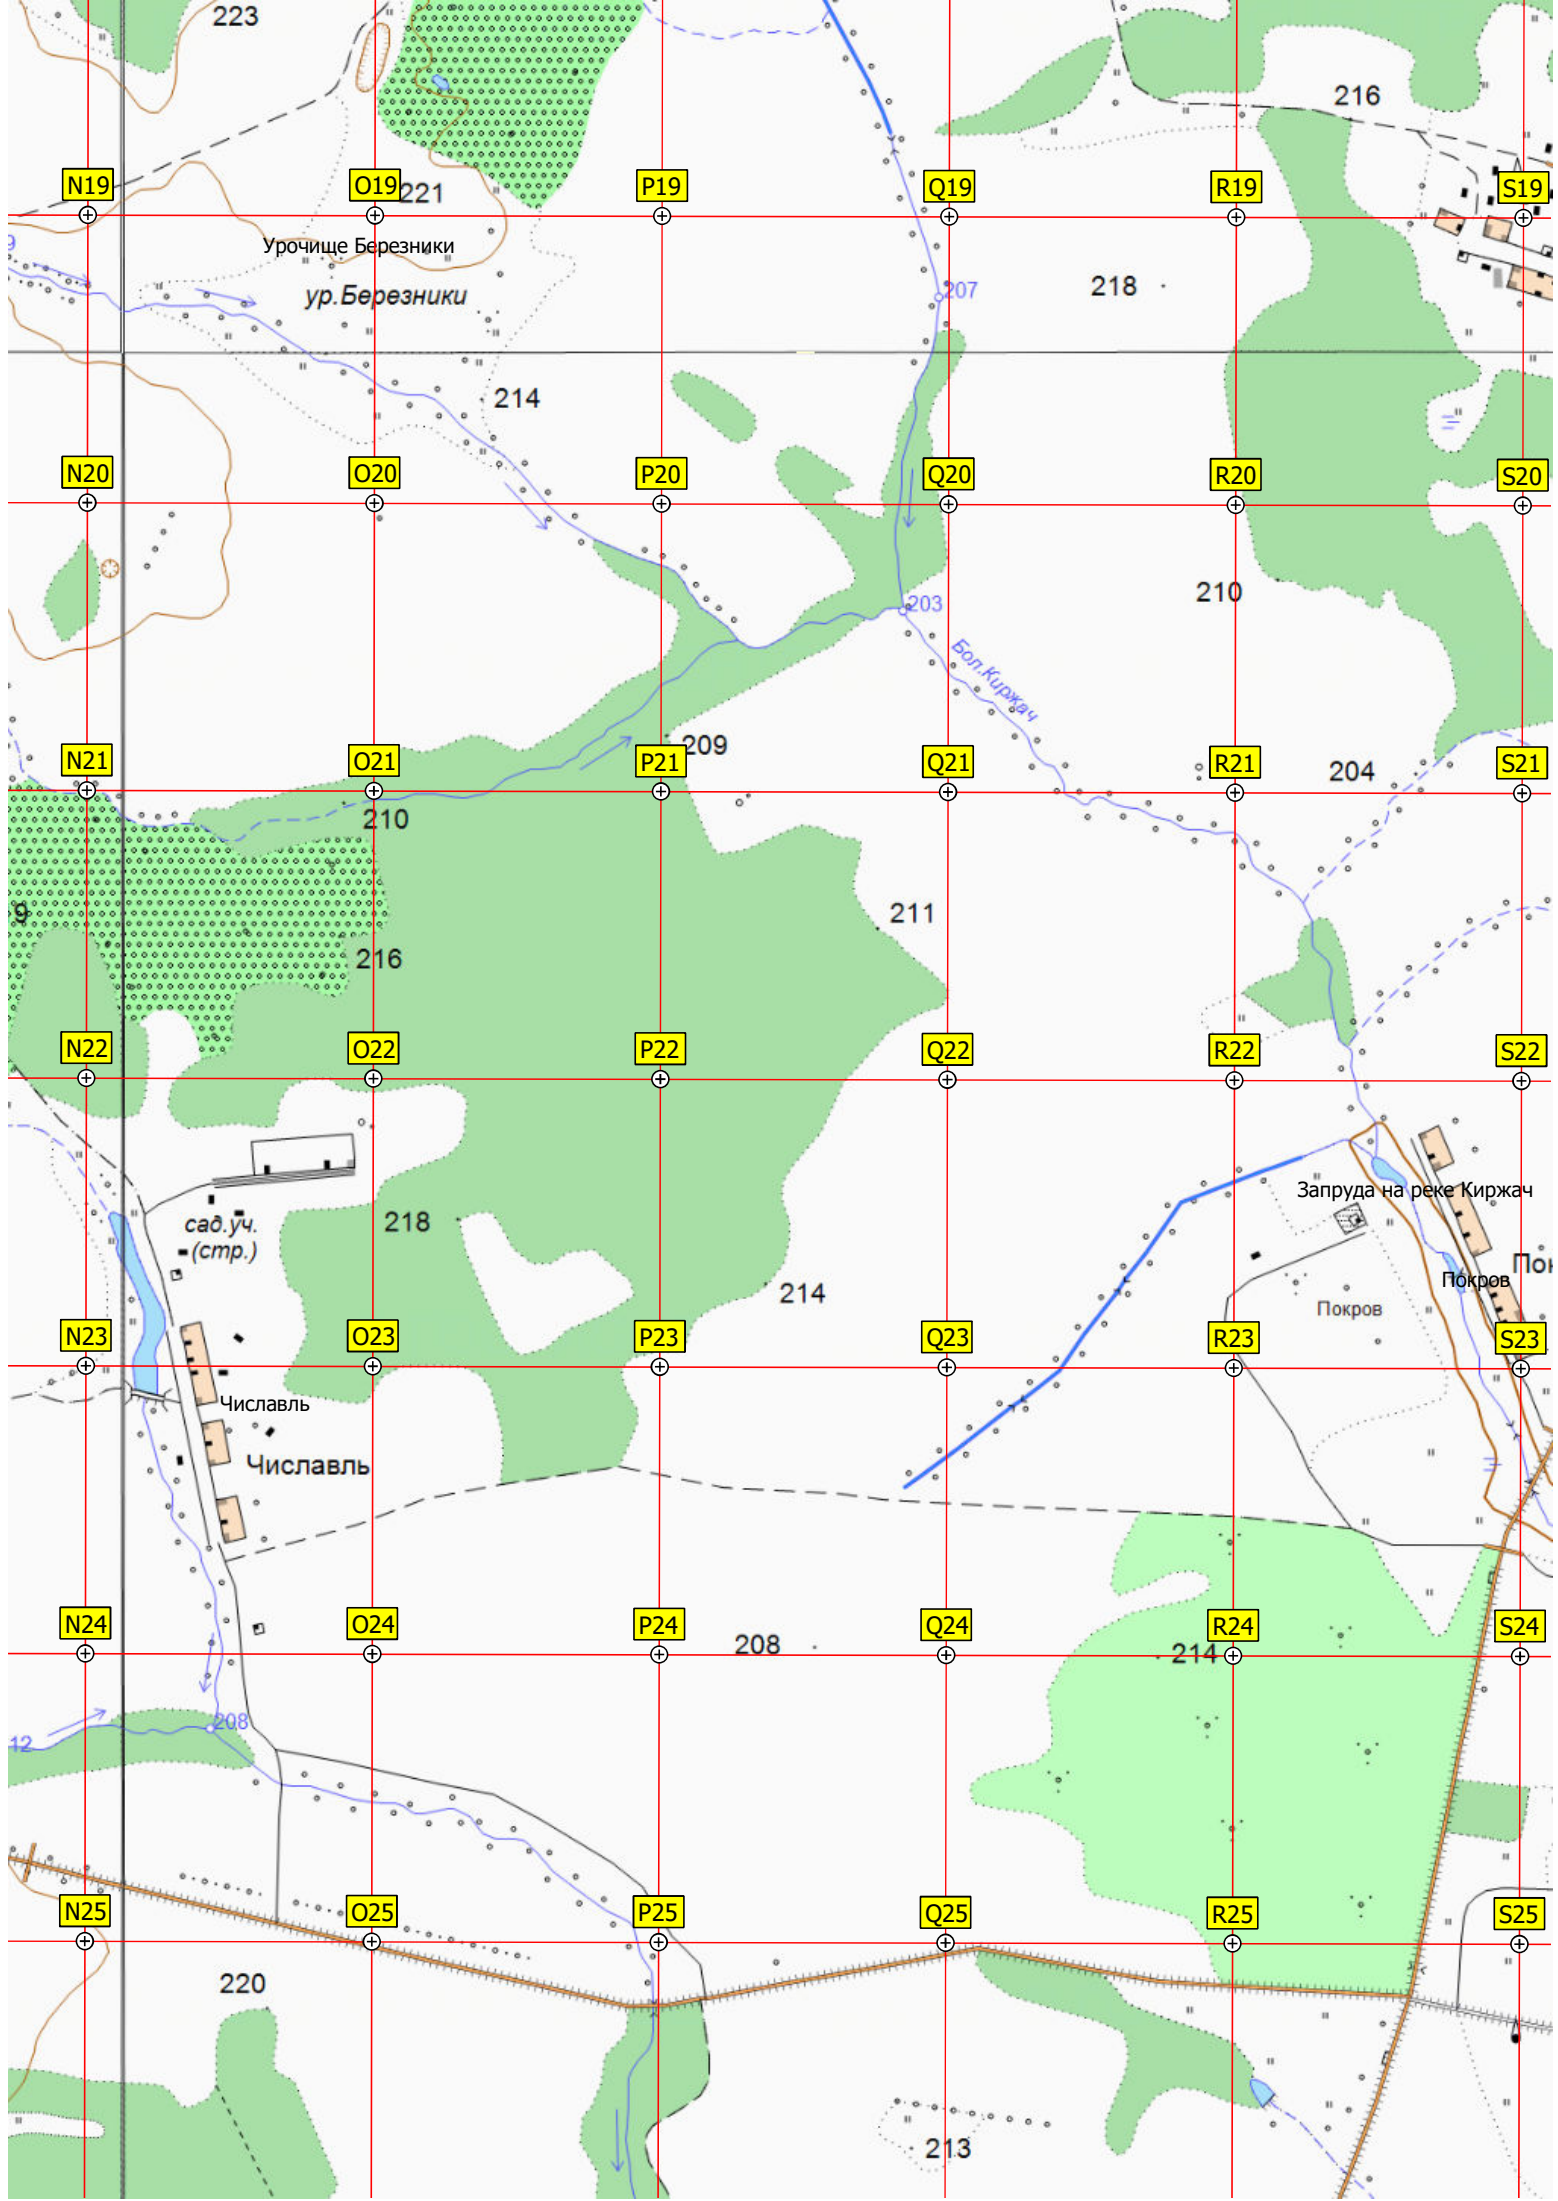 223
216
N19
O19
221
P19
Q19
R19
S19
9
Урочище Березники
ур.Березники
207
218
214
N20
O20
P20
Q20
R20
S20
210
203
Бол.Киржач
N21
O21
P21
209
Q21
R21
204
S21
210
9
211
216
N22
O22
P22
Q22
R22
S22
Запруда на реке Киржач
сад.уч.
(стр.)
218
214
Покров
Пок
Покров
N23
O23
P23
Q23
R23
S23
Числавль
Числавль
N24
O24
P24
208
Q24
214
R24
S24
12
208
N25
O25
P25
Q25
R25
S25
220
213